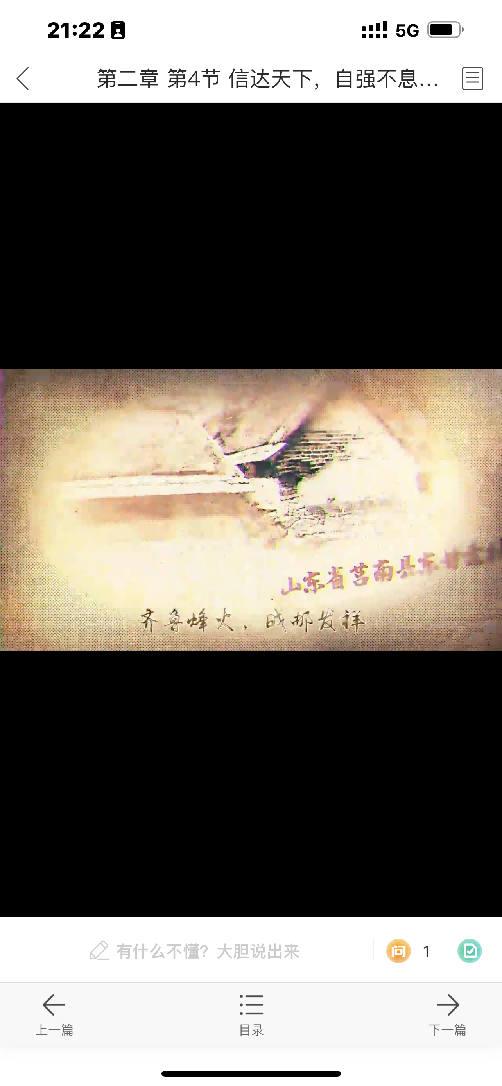 21:22
5G
第二章 第4节 信达天下，自强不息...
山东省莒南县东甘
齐鲁烽火，战邮发祥
有什么不懂？大胆说出来
问
1
上一篇
目录
下一篇